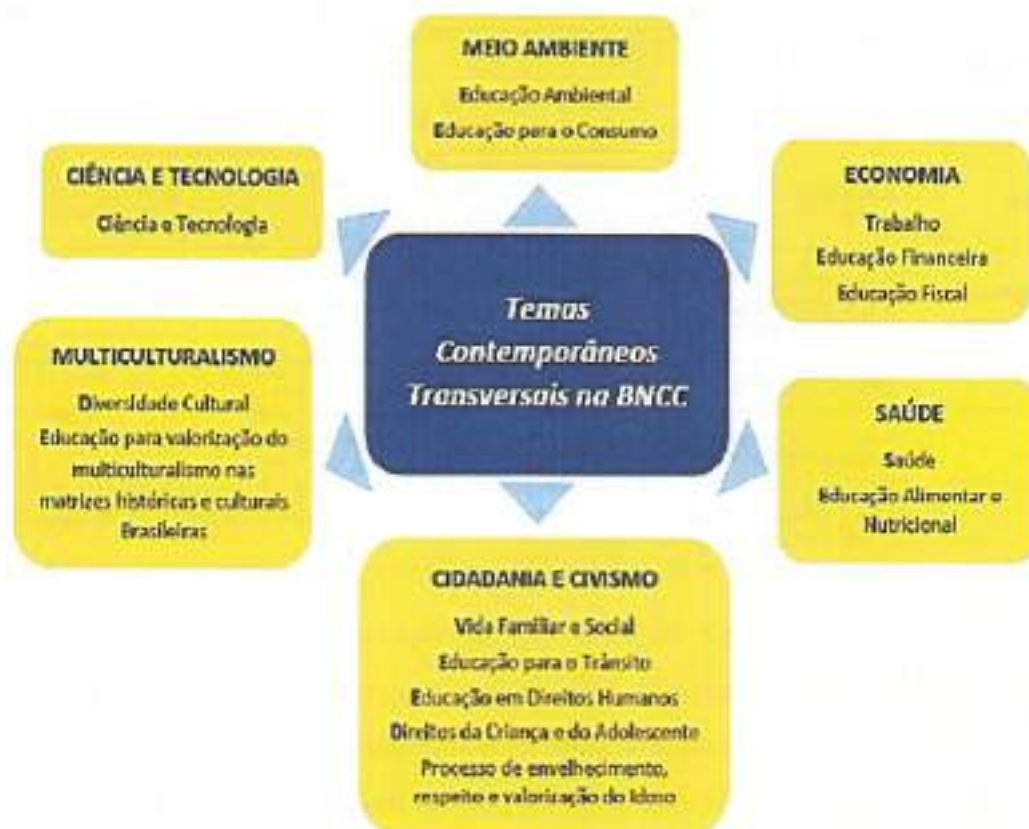 MEIO AMBIENTE
Educação Ambiental
Educação para o Consumo
CIÊNCIA E TECNOLOGIA
Ciência e Tecnologia
ECONOMIA
Trabalho
Educação Financeira
Educação Fiscal
Temas
Contemporâneos
Transversais na BNCC
MULTICULTURALISMO
Diversidade Cultural
Educação para valorização do
multiculturalismo nas
matrizes históricas e culturais
Brasileiras
SAÚDE
Saúde
Educação Alimentar e
Nutricional
CIDADANIA E CIVISMO
Vida Familiar e Social
Educação para o Trânsito
Educação em Direitos Humanos
Direitos da Criança e do Adolescente
Processo de envelhecimento,
respeito e valorização do Idoso